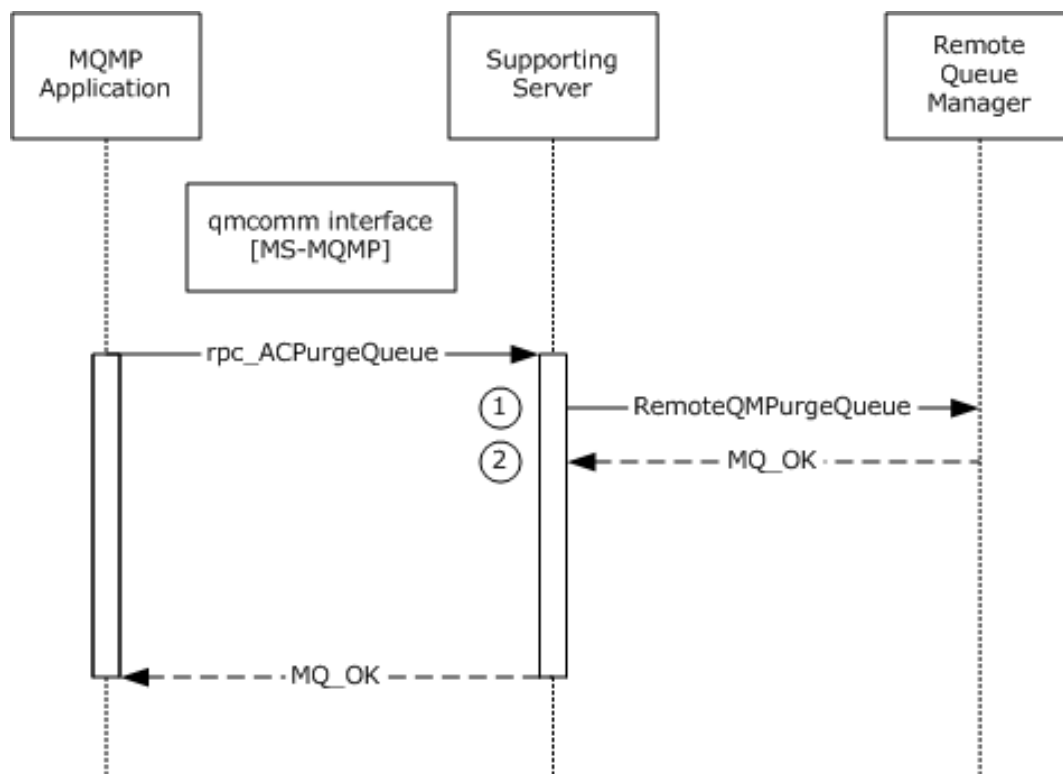 MQMP
Application
Supporting
Server
Remote
Queue
Manager
qmcomm interface
[MS-MQMP]
rpc_ACPurgeQueue
1
RemoteQMPurgeQueue
2
MQ_OK
MQ_OK